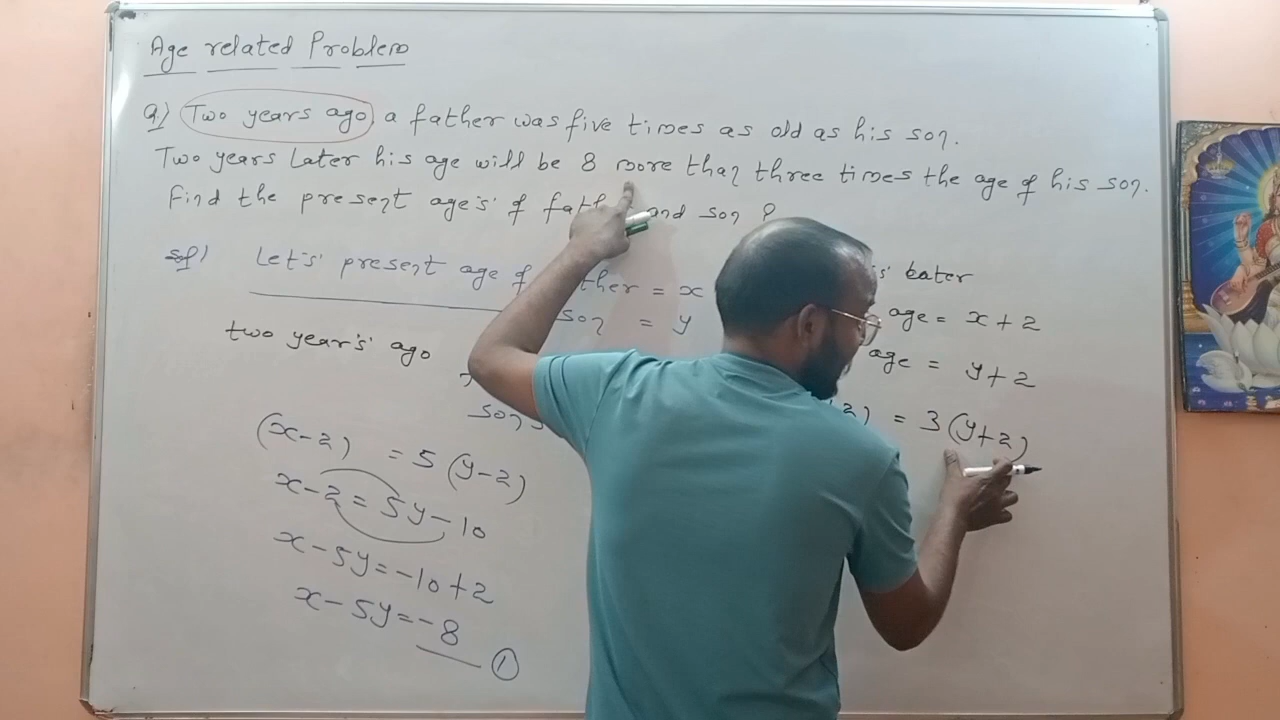 Age related Problem
Q) Two years ago, a father was five times as old as his son.
Two years Later his age will be 8 more than three times the age of his son.
Find the present age's of and son ?
Sol) Let's present age of = x
son = y
two year's ago
sons
(x-2) = 5(y-2)
x-2 = 5y-10
x-5y=-10+2
x-5y=-8
①
Later
age = x+2
age = y+2
2) = 3(y+2)